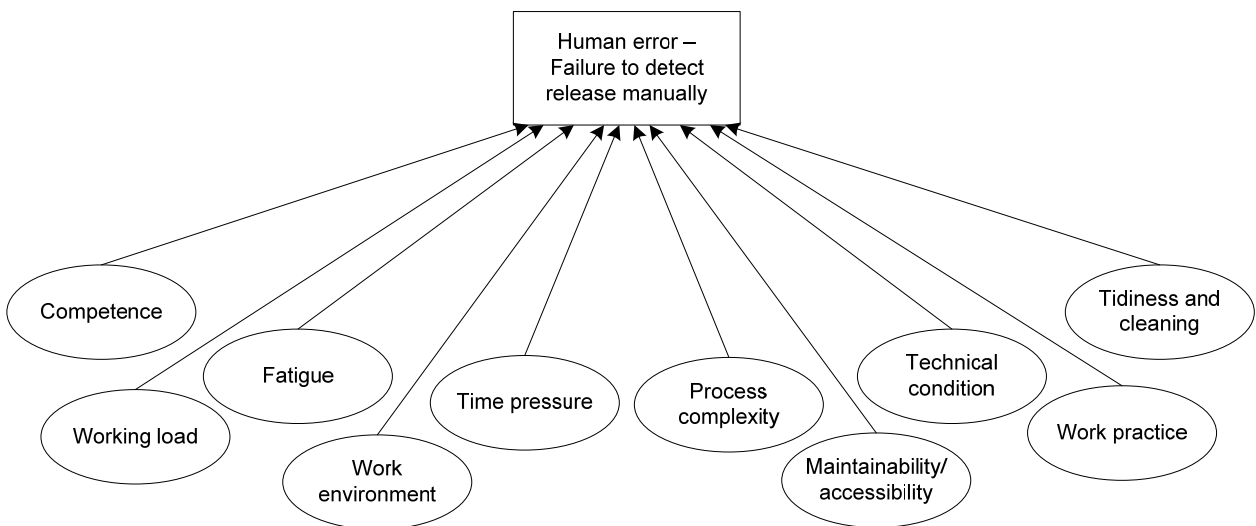 Human error –
Failure to detect
release manually
Competence
Tidiness and
cleaning
Fatigue
Technical
condition
Time pressure
Process
complexity
Working load
Work practice
Work
environment
Maintainability/
accessibility